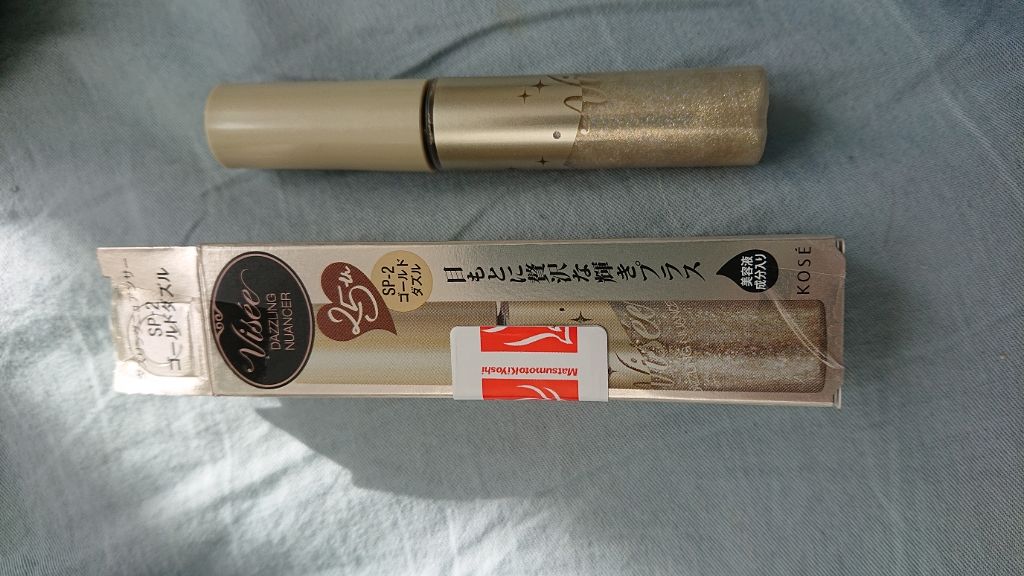 Visée
DAZZLING
NUANCER
25th
SP-2
ゴールド
ダズル
目もとに贅沢な輝きプラス
美容液
成分入り
KOSÉ
SP-2
ゴールドダズル
MatsumotoKiYoshi
Visée